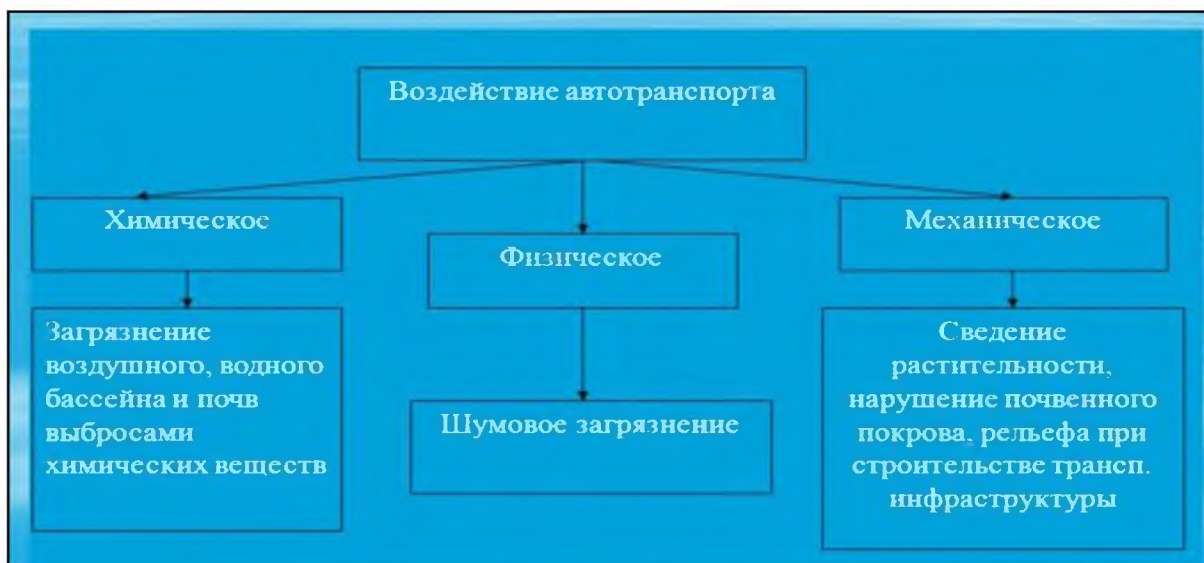 Воздействие автотранспорта
Химическое
Физическое
Механическое
Загрязнение
воздушного, водного
бассейна и почв
выбросами
химических веществ
Шумовое загрязнение
Сведение
растительности,
нарушение почвенного
покрова, рельефа при
строительстве трансп.
инфраструктуры